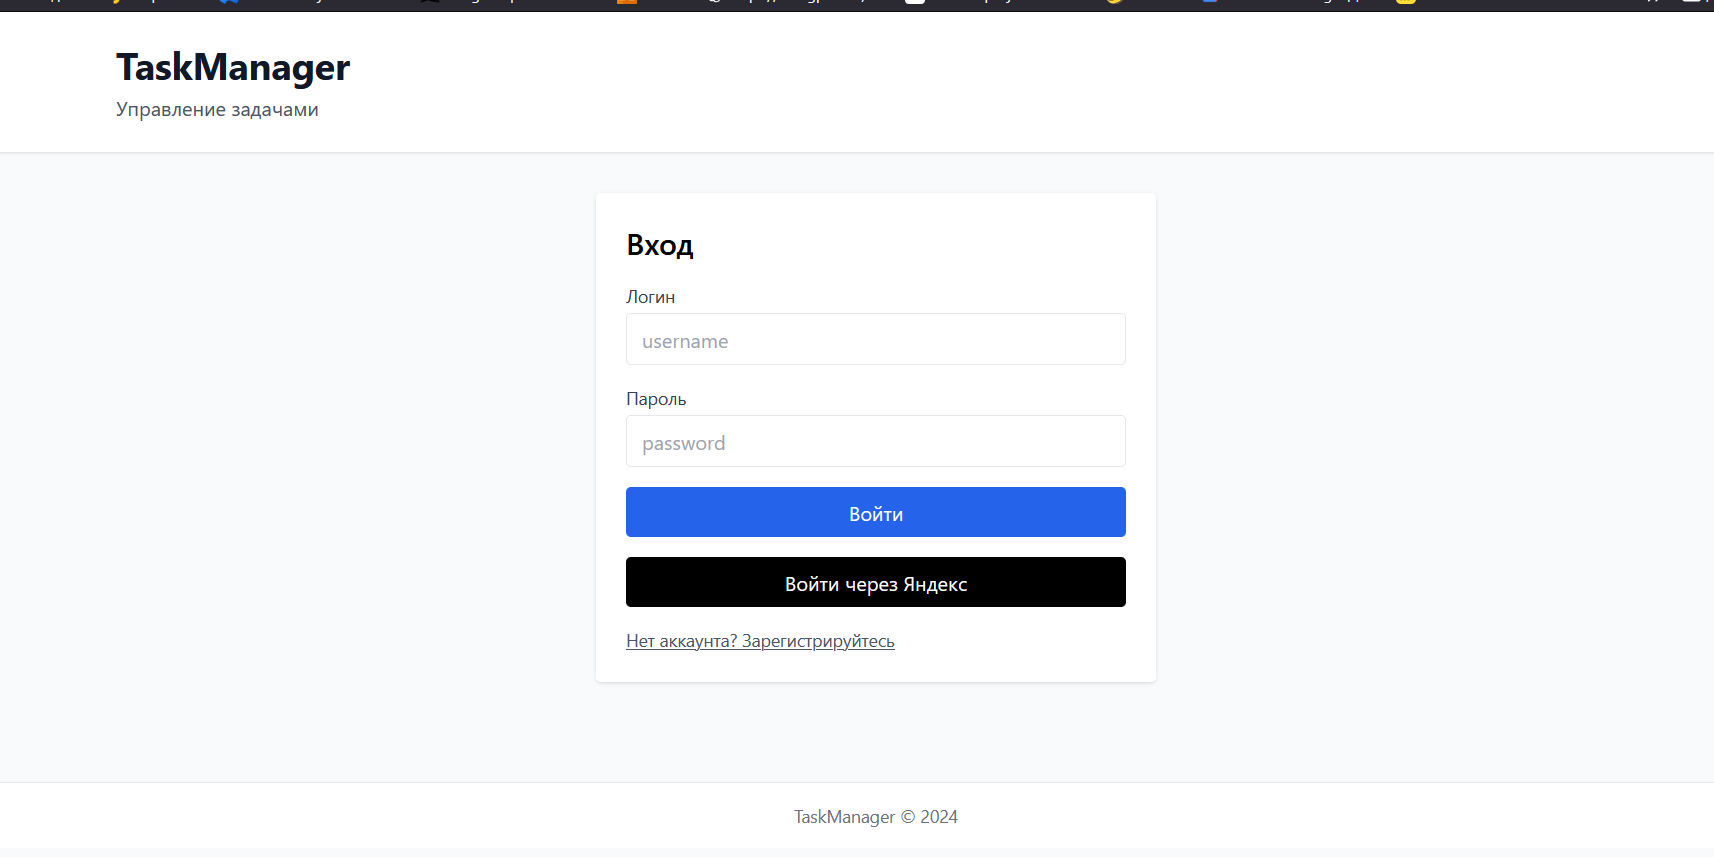 TaskManager
Управление задачами
Вход
Логин
username
Пароль
password
Войти
Войти через Яндекс
Нет аккаунта? Зарегистрируйтесь
TaskManager © 2024